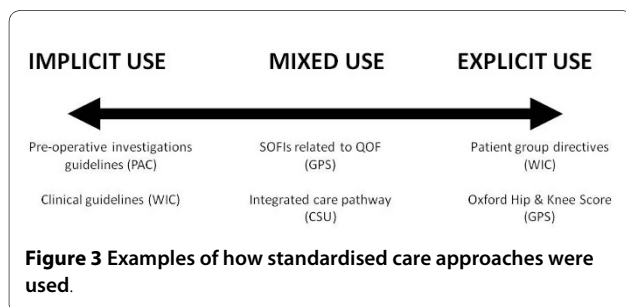 IMPLICIT USE MIXED USE EXPLICIT USE
Pre-operative investigations guidelines (PAC)
SOFIs related to QOF (GPS)
Patient group directives (WIC)
Clinical guidelines (WIC)
Integrated care pathway (CSU)
Oxford Hip & Knee Score (GPS)
Figure 3 Examples of how standardised care approaches were
used.